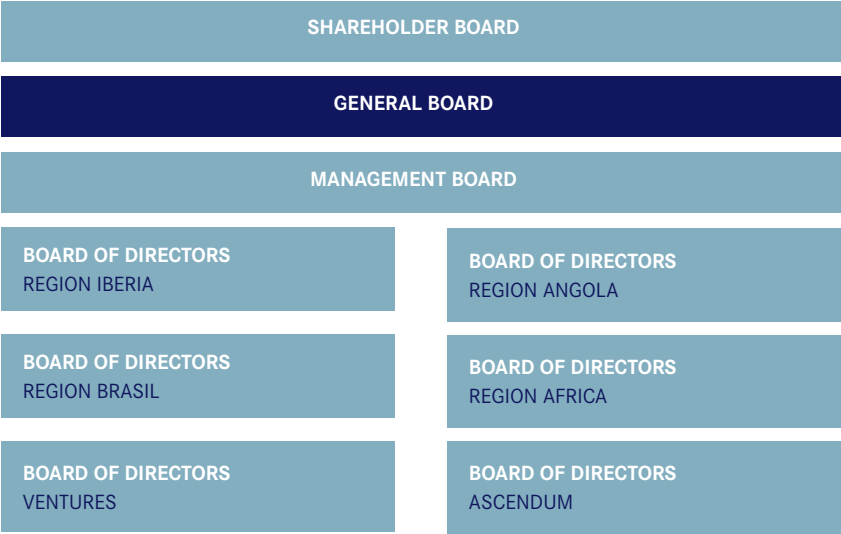 SHAREHOLDER BOARD
GENERAL BOARD
MANAGEMENT BOARD
BOARD OF DIRECTORS
REGION IBERIA
BOARD OF DIRECTORS
REGION ANGOLA
BOARD OF DIRECTORS
REGION BRASIL
BOARD OF DIRECTORS
REGION AFRICA
BOARD OF DIRECTORS
VENTURES
BOARD OF DIRECTORS
ASCENDUM